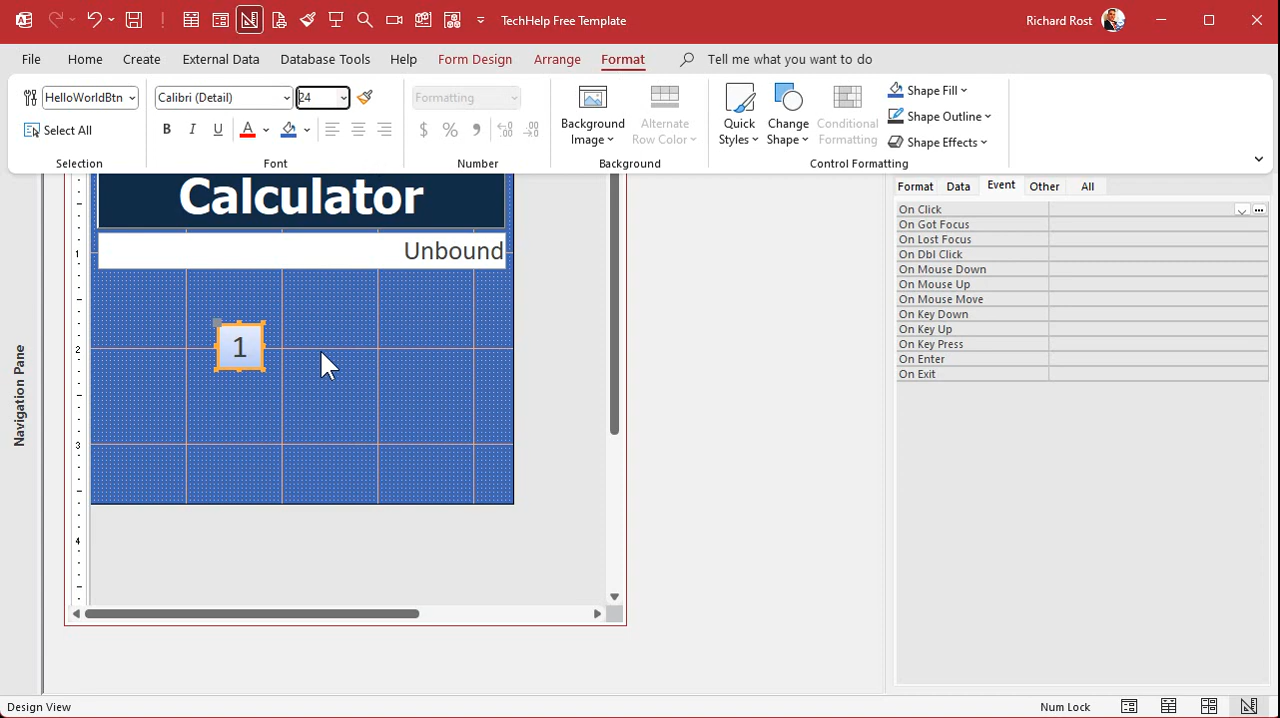 TechHelp Free Template
Richard Rost
File Home Create External Data Database Tools Help Form Design Arrange Format Tell me what you want to do
HelloWorldBtn
Select All
Selection
Calibri (Detail) 24
B I U A
Font
Formatting
$ % 9
Number
Background Image
Alternate Row Color
Background
Quick Styles
Change Shape
Conditional Formatting
Shape Fill
Shape Outline
Shape Effects
Control Formatting
Navigation Pane
Calculator
Unbound
1
1
2
3
4
Format Data Event Other All
On Click
On Got Focus
On Lost Focus
On Dbl Click
On Mouse Down
On Mouse Up
On Mouse Move
On Key Down
On Key Up
On Key Press
On Enter
On Exit
Design View
Num Lock